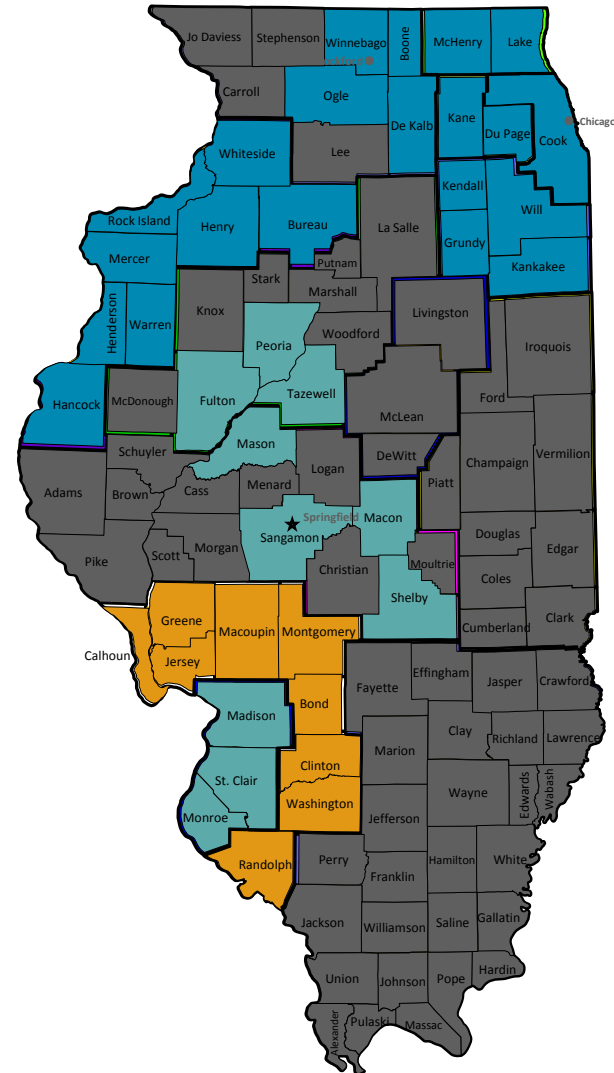 Jo Daviess
Stephenson
Winnebago
Boone
McHenry
Lake
Carroll
Ogle
De Kalb
Kane
Du Page
Cook
Chicago
Whiteside
Lee
Kendall
Will
Rock Island
Henry
Bureau
La Salle
Grundy
Mercer
Putnam
Kankakee
Stark
Marshall
Henderson
Warren
Knox
Livingston
Peoria
Woodford
Iroquois
Hancock
McDonough
Fulton
Tazewell
McLean
Ford
Mason
Schuyler
Logan
DeWitt
Champaign
Vermilion
Adams
Brown
Cass
Menard
Piatt
Springfield
Macon
Sangamon
Pike
Scott
Morgan
Christian
Moultrie
Douglas
Edgar
Coles
Shelby
Greene
Macoupin
Montgomery
Cumberland
Clark
Calhoun
Jersey
Effingham
Jasper
Crawford
Fayette
Madison
Bond
Clay
Richland
Lawrence
Marion
Clinton
St. Clair
Wayne
Edwards
Wabash
Washington
Monroe
Jefferson
Randolph
Perry
Hamilton
White
Franklin
Jackson
Williamson
Saline
Gallatin
Union
Johnson
Pope
Hardin
Alexander
Pulaski
Massac